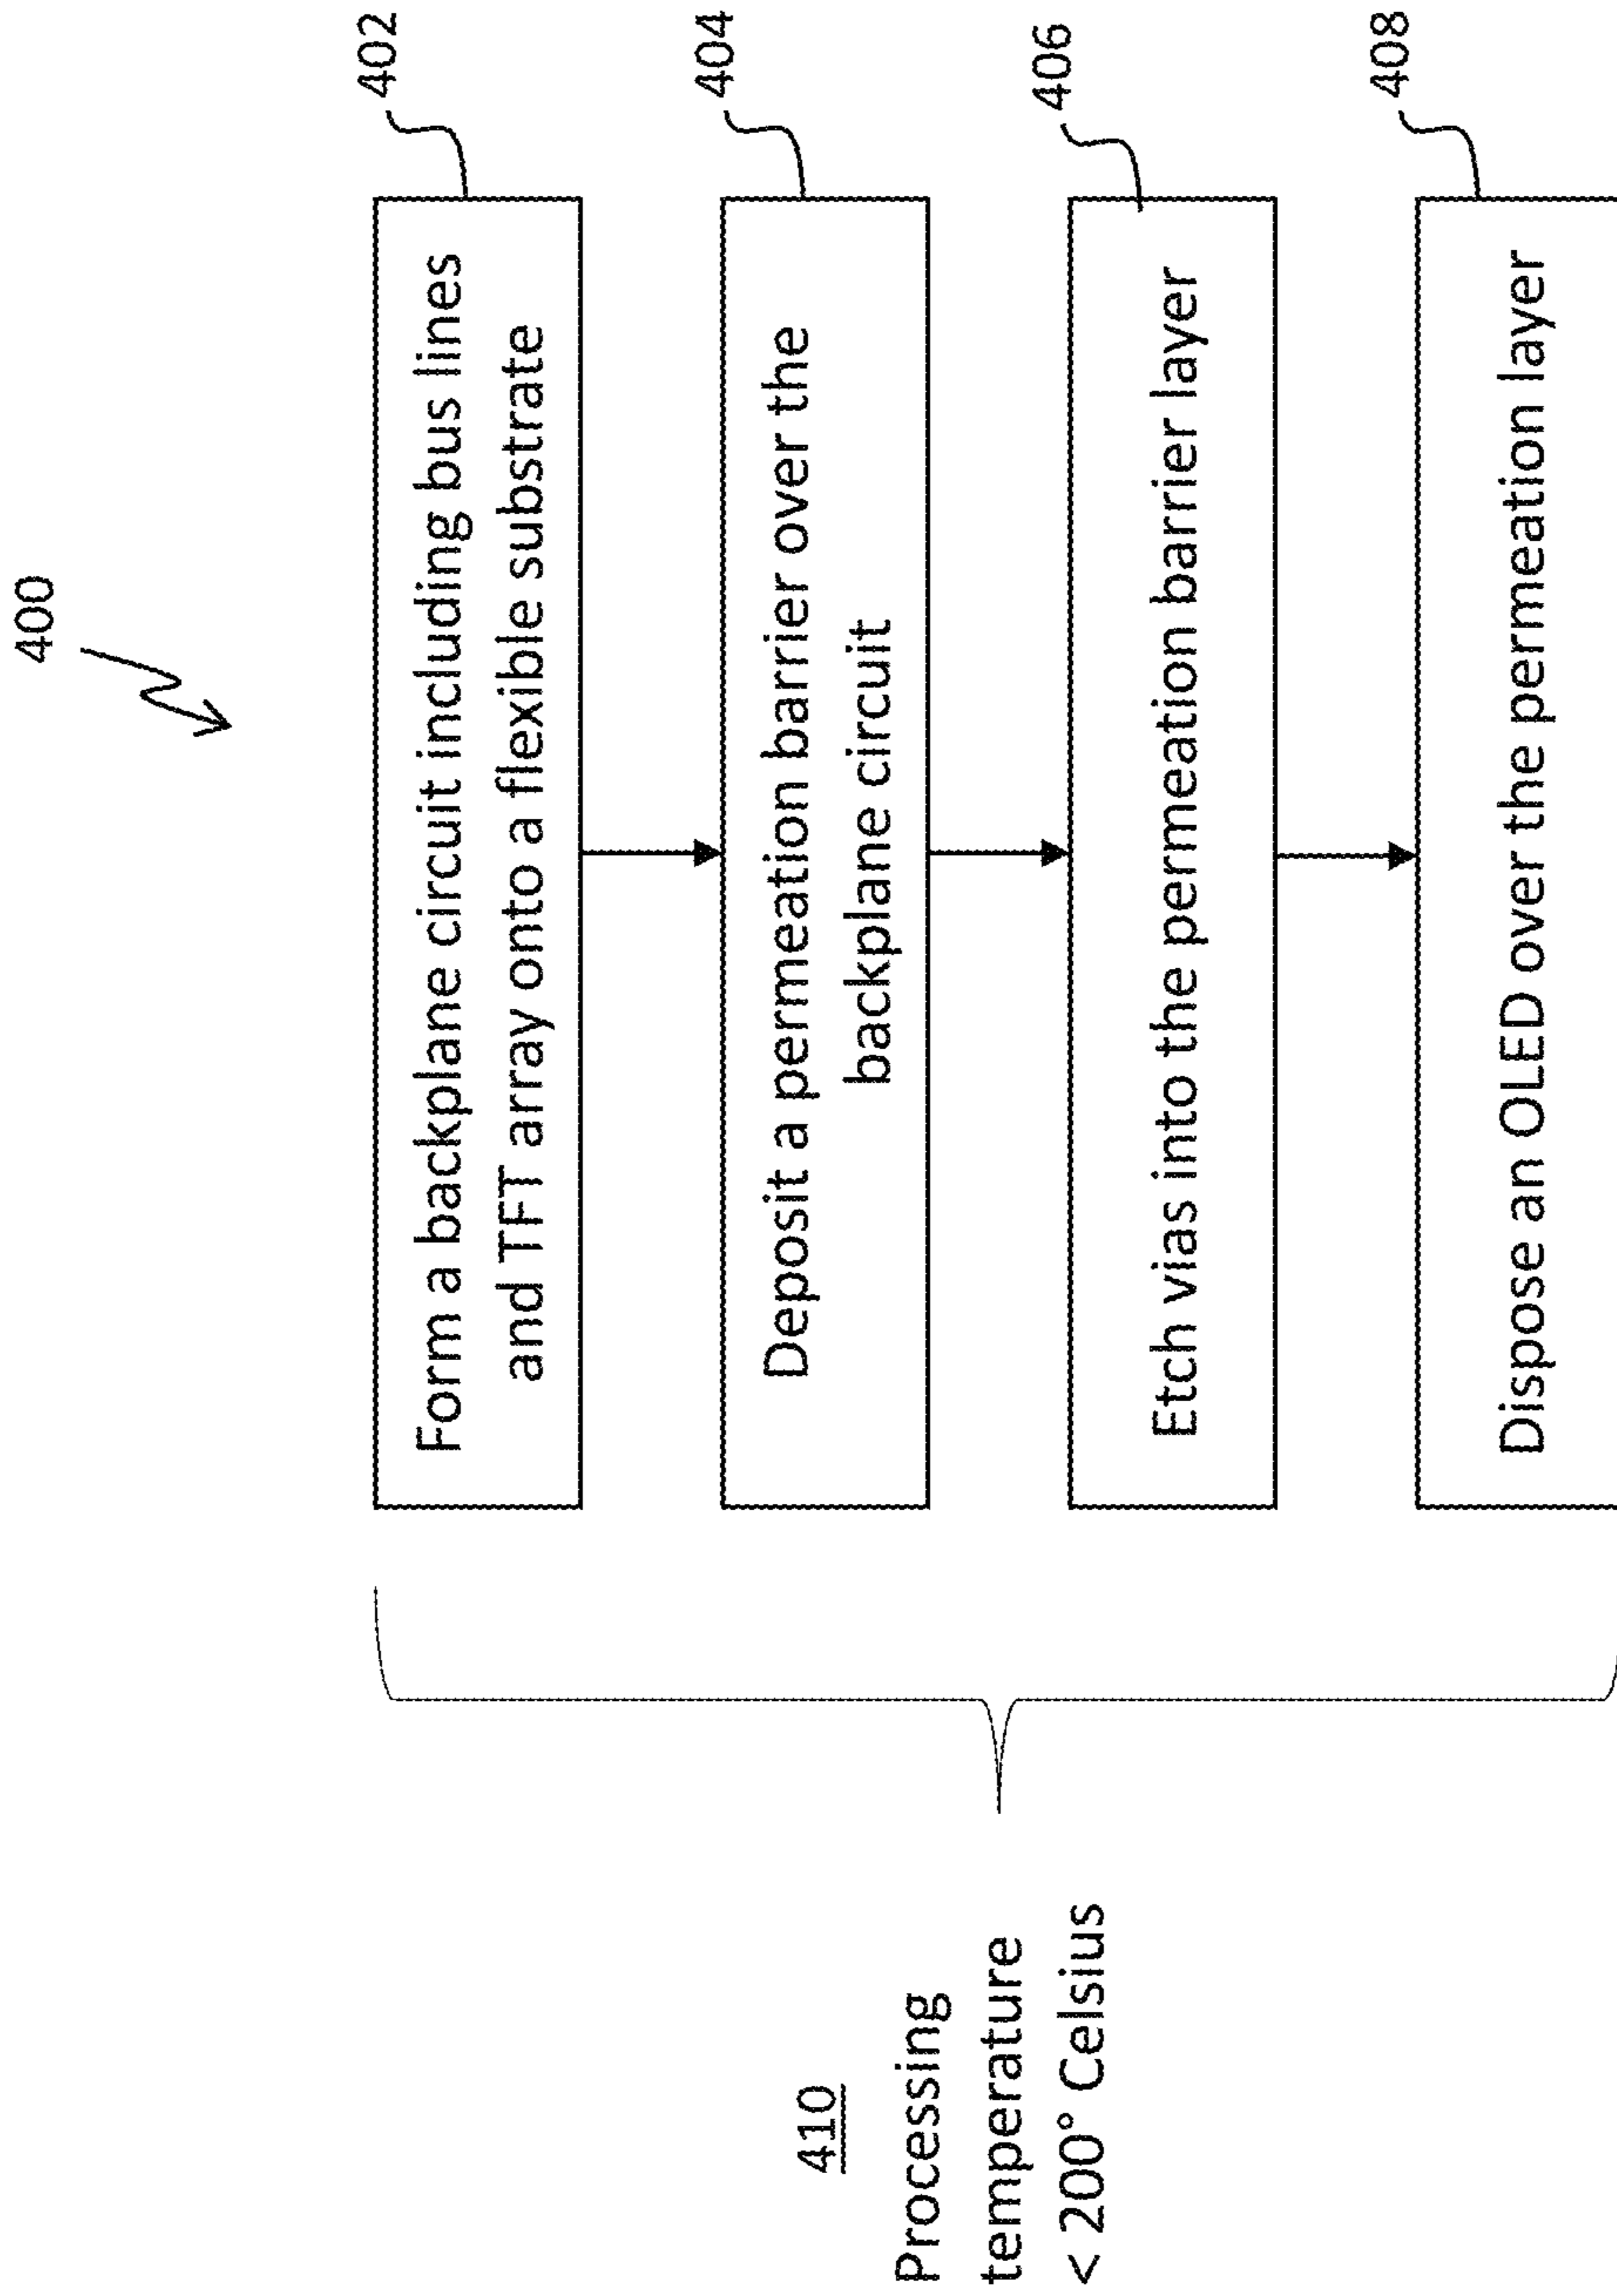 400
Form a backplane circuit including bus lines
and TFT array onto a flexible substrate
402
Deposit a permeation barrier over the
backplane circuit
404
Etch vias into the permeation barrier layer
406
Dispose an OLED over the permeation layer
408
410
Processing
temperature
< 200° Celsius